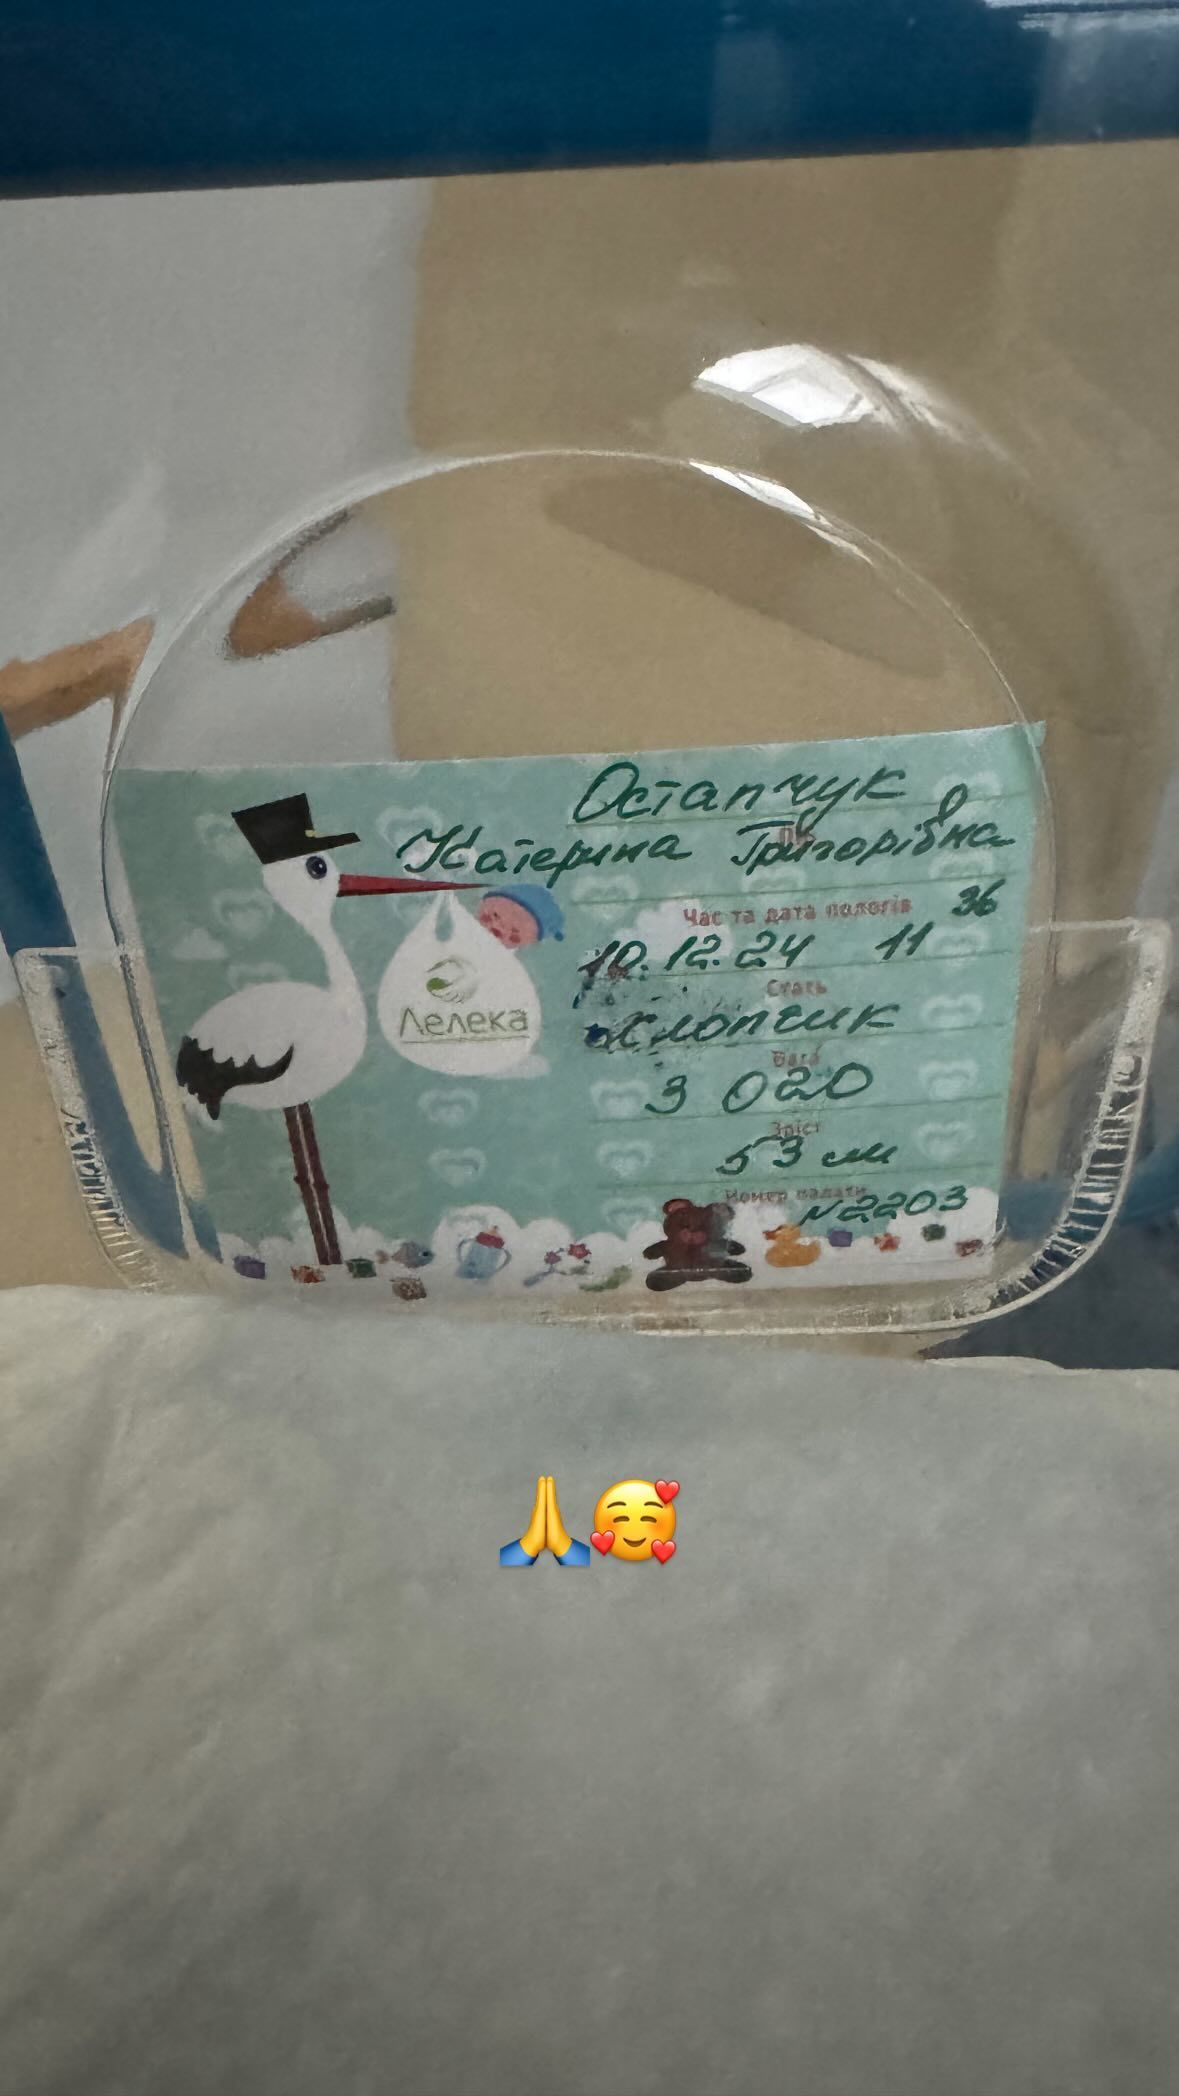 Остапчук
Катерина Григорівна
ПІБ
Час та дата пологів
10.12.24 11 36
Стать
Хлопчик
Вага
3 020
Зріст
53 см
Номер палати
№2203
Лелека